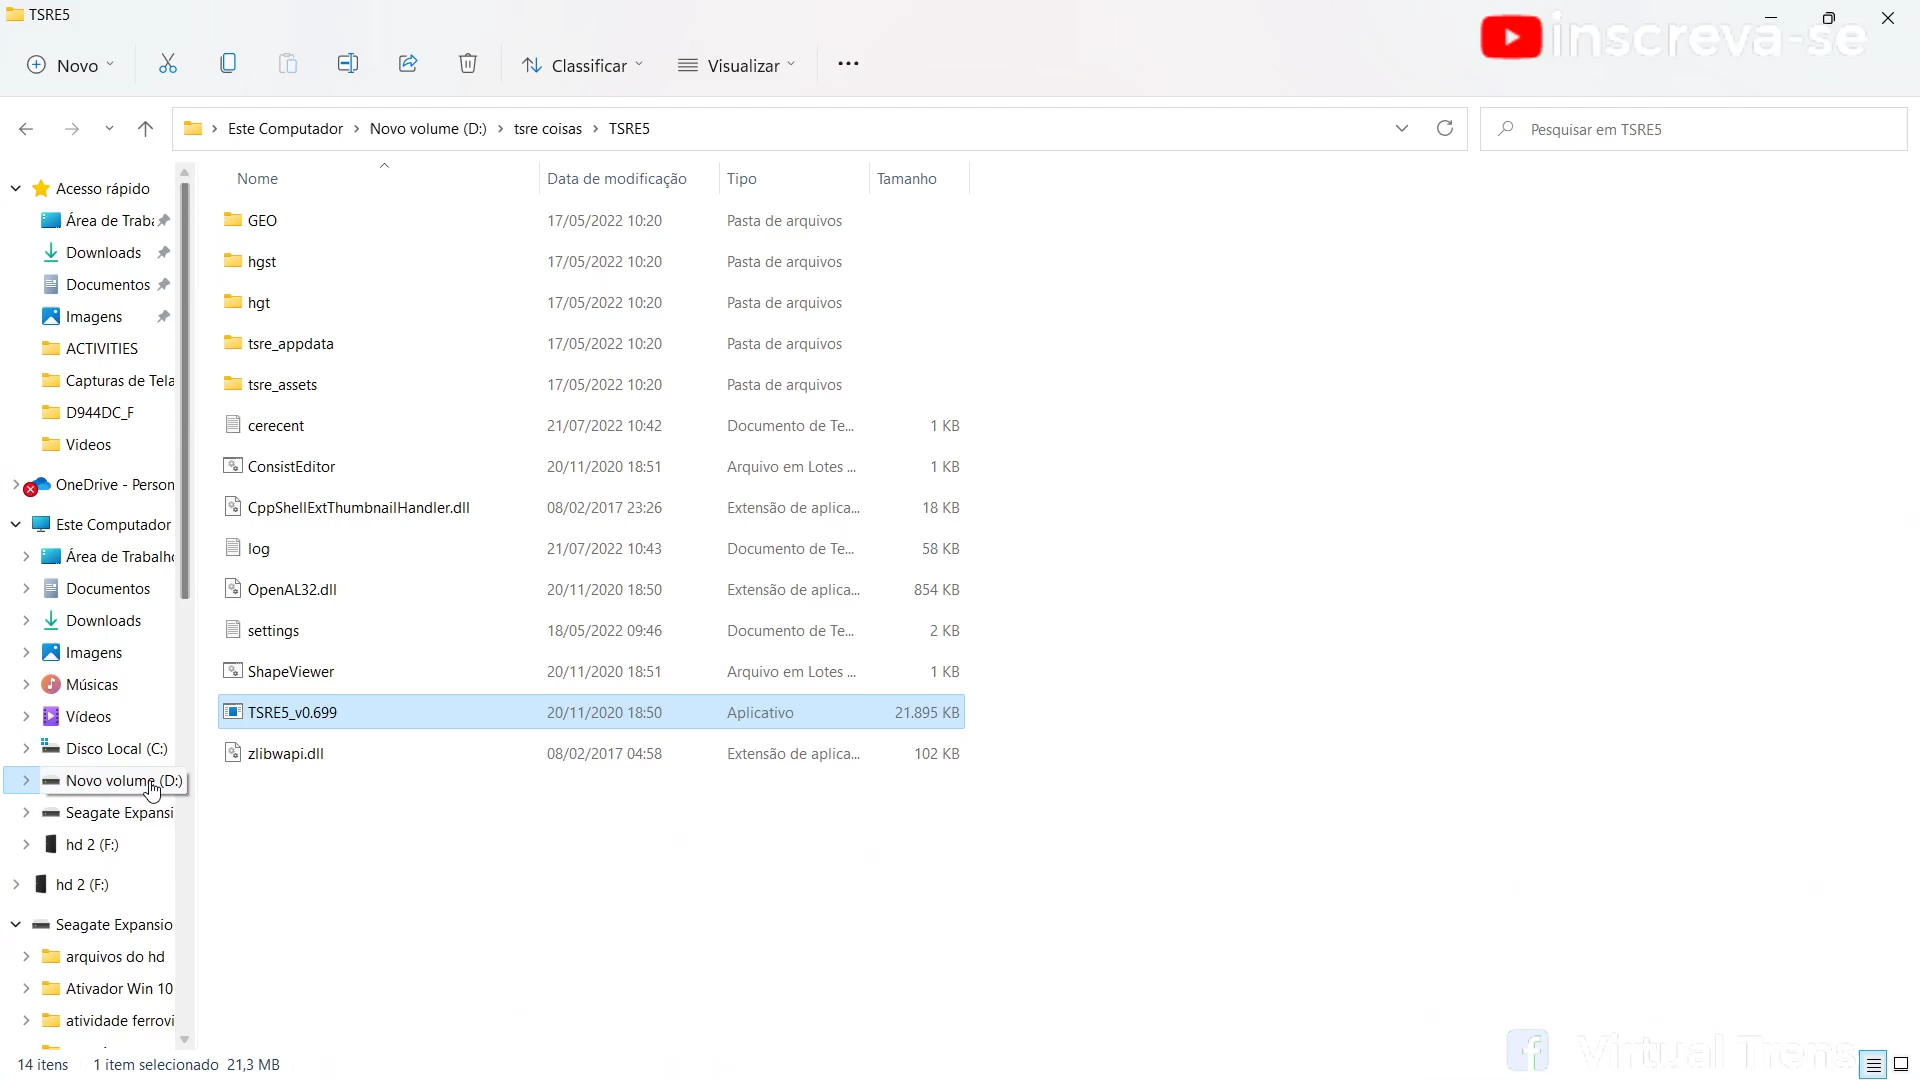 TSRE5
inscreva-se
Novo
Classificar
Visualizar
Este Computador > Novo volume (D:) > tsre coisas > TSRE5
Pesquisar em TSRE5
Nome Data de modificação Tipo Tamanho
GEO 17/05/2022 10:20 Pasta de arquivos
hgst 17/05/2022 10:20 Pasta de arquivos
hgt 17/05/2022 10:20 Pasta de arquivos
tsre_appdata 17/05/2022 10:20 Pasta de arquivos
tsre_assets 17/05/2022 10:20 Pasta de arquivos
cerecent 21/07/2022 10:42 Documento de Te... 1 KB
ConsistEditor 20/11/2020 18:51 Arquivo em Lotes ... 1 KB
CppShellExtThumbnailHandler.dll 08/02/2017 23:26 Extensão de aplica... 18 KB
log 21/07/2022 10:43 Documento de Te... 58 KB
OpenAL32.dll 20/11/2020 18:50 Extensão de aplica... 854 KB
settings 18/05/2022 09:46 Documento de Te... 2 KB
ShapeViewer 20/11/2020 18:51 Arquivo em Lotes ... 1 KB
TSRE5_v0.699 20/11/2020 18:50 Aplicativo 21.895 KB
zlibwapi.dll 08/02/2017 04:58 Extensão de aplica... 102 KB
Acesso rápido
Área de Traba
Downloads
Documentos
Imagens
ACTIVITIES
Capturas de Tela
D944DC_F
Videos
OneDrive - Person
Este Computador
Área de Trabalho
Documentos
Downloads
Imagens
Músicas
Vídeos
Disco Local (C:)
Novo volume (D:)
Seagate Expansi
hd 2 (F:)
hd 2 (F:)
Seagate Expansio
arquivos do hd
Ativador Win 10
atividade ferrovi
14 itens 1 item selecionado 21,3 MB
Virtual Trens